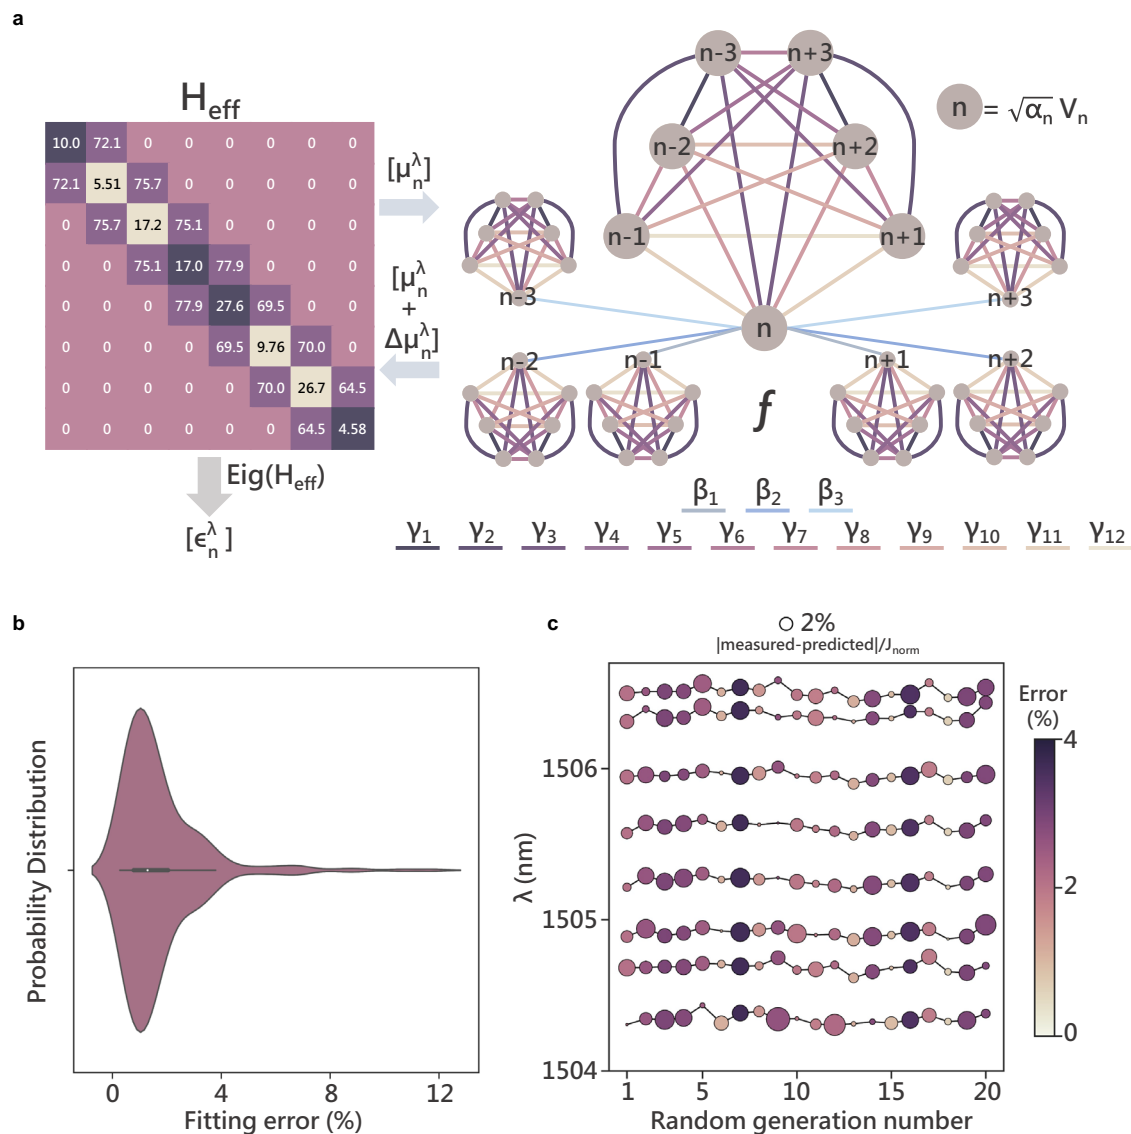 a
H_eff
10.0 72.1 0 0 0 0 0 0
72.1 5.51 75.7 0 0 0 0 0
0 75.7 17.2 75.1 0 0 0 0
0 0 75.1 17.0 77.9 0 0 0
0 0 0 77.9 27.6 69.5 0 0
0 0 0 0 69.5 9.76 70.0 0
0 0 0 0 0 70.0 26.7 64.5
0 0 0 0 0 0 64.5 4.58
Eig(H_eff)
[ϵ_n^λ]
[μ_n^λ]
[μ_n^λ
+
Δμ_n^λ]
n-3 n+3
n-2 n+2
n-1 n+1
n
n = √α_n V_n
n-3 n+3
n-2 n-1 n+1 n+2
f
β₁ β₂ β₃
γ₁ γ₂ γ₃ γ₄ γ₅ γ₆ γ₇ γ₈ γ₉ γ₁₀ γ₁₁ γ₁₂
b
Probability Distribution
0 4 8 12
Fitting error (%)
c
2%
|measured-predicted|/J_norm
λ (nm)
1506
1505
1504
1 5 10 15 20
Random generation number
Error
(%)
4
2
0